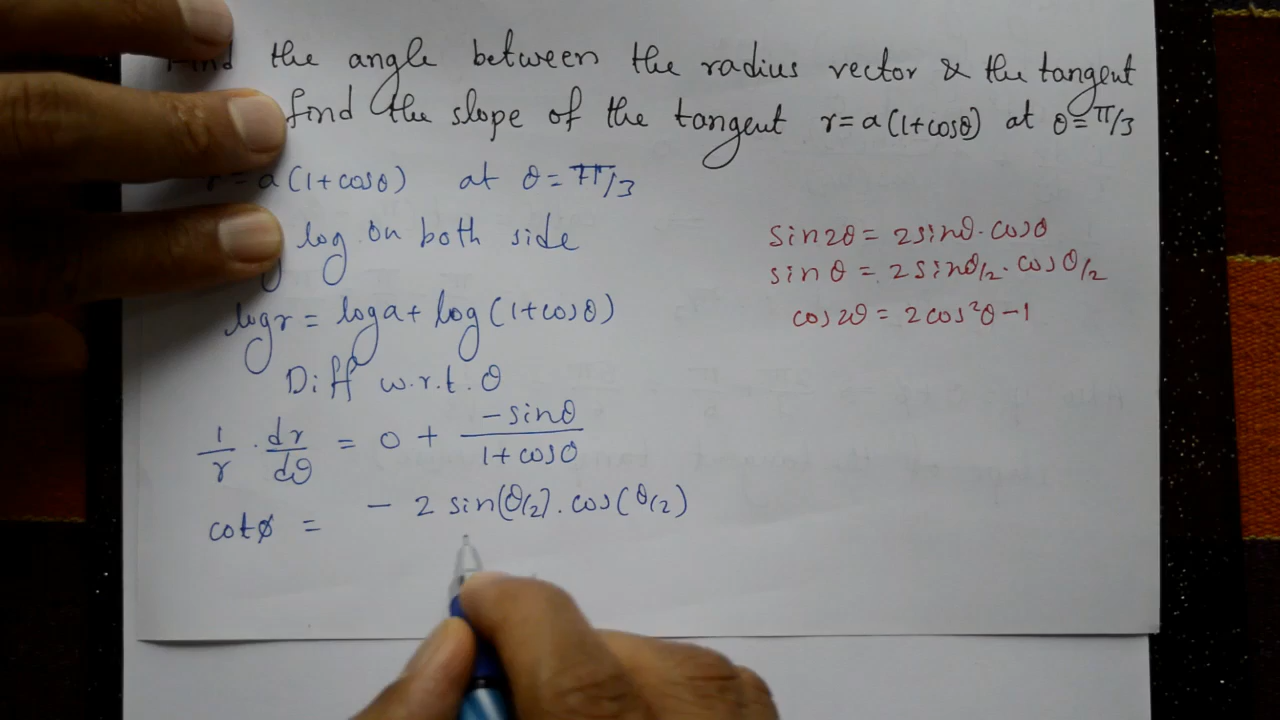 Find the angle between the radius vector & the tangent
find the slope of the tangent r=a(1+cosθ) at θ=π/3
r=a(1+cosθ) at θ=π/3
log on both side
logr = loga+ log(1+cosθ)
Diff w.r.t. θ
1/r . dr/dθ = 0 + -sinθ/1+cosθ
cotφ = - 2 sin(θ/2). cos(θ/2)
sin2θ = 2sinθ.cosθ
sinθ = 2sinθ/2. cosθ/2
cos2θ = 2cos²θ-1